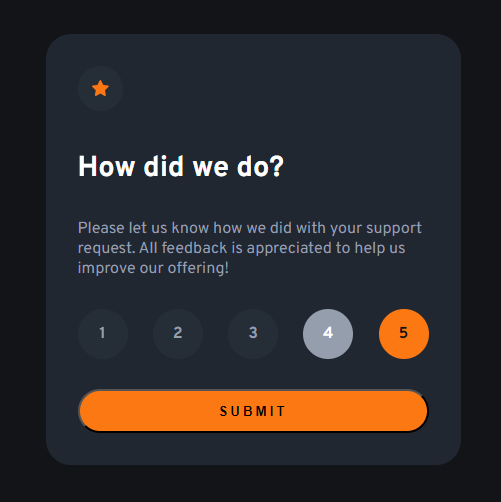 How did we do?
Please let us know how we did with your support
request. All feedback is appreciated to help us
improve our offering!
1 2 3 4 5
SUBMIT